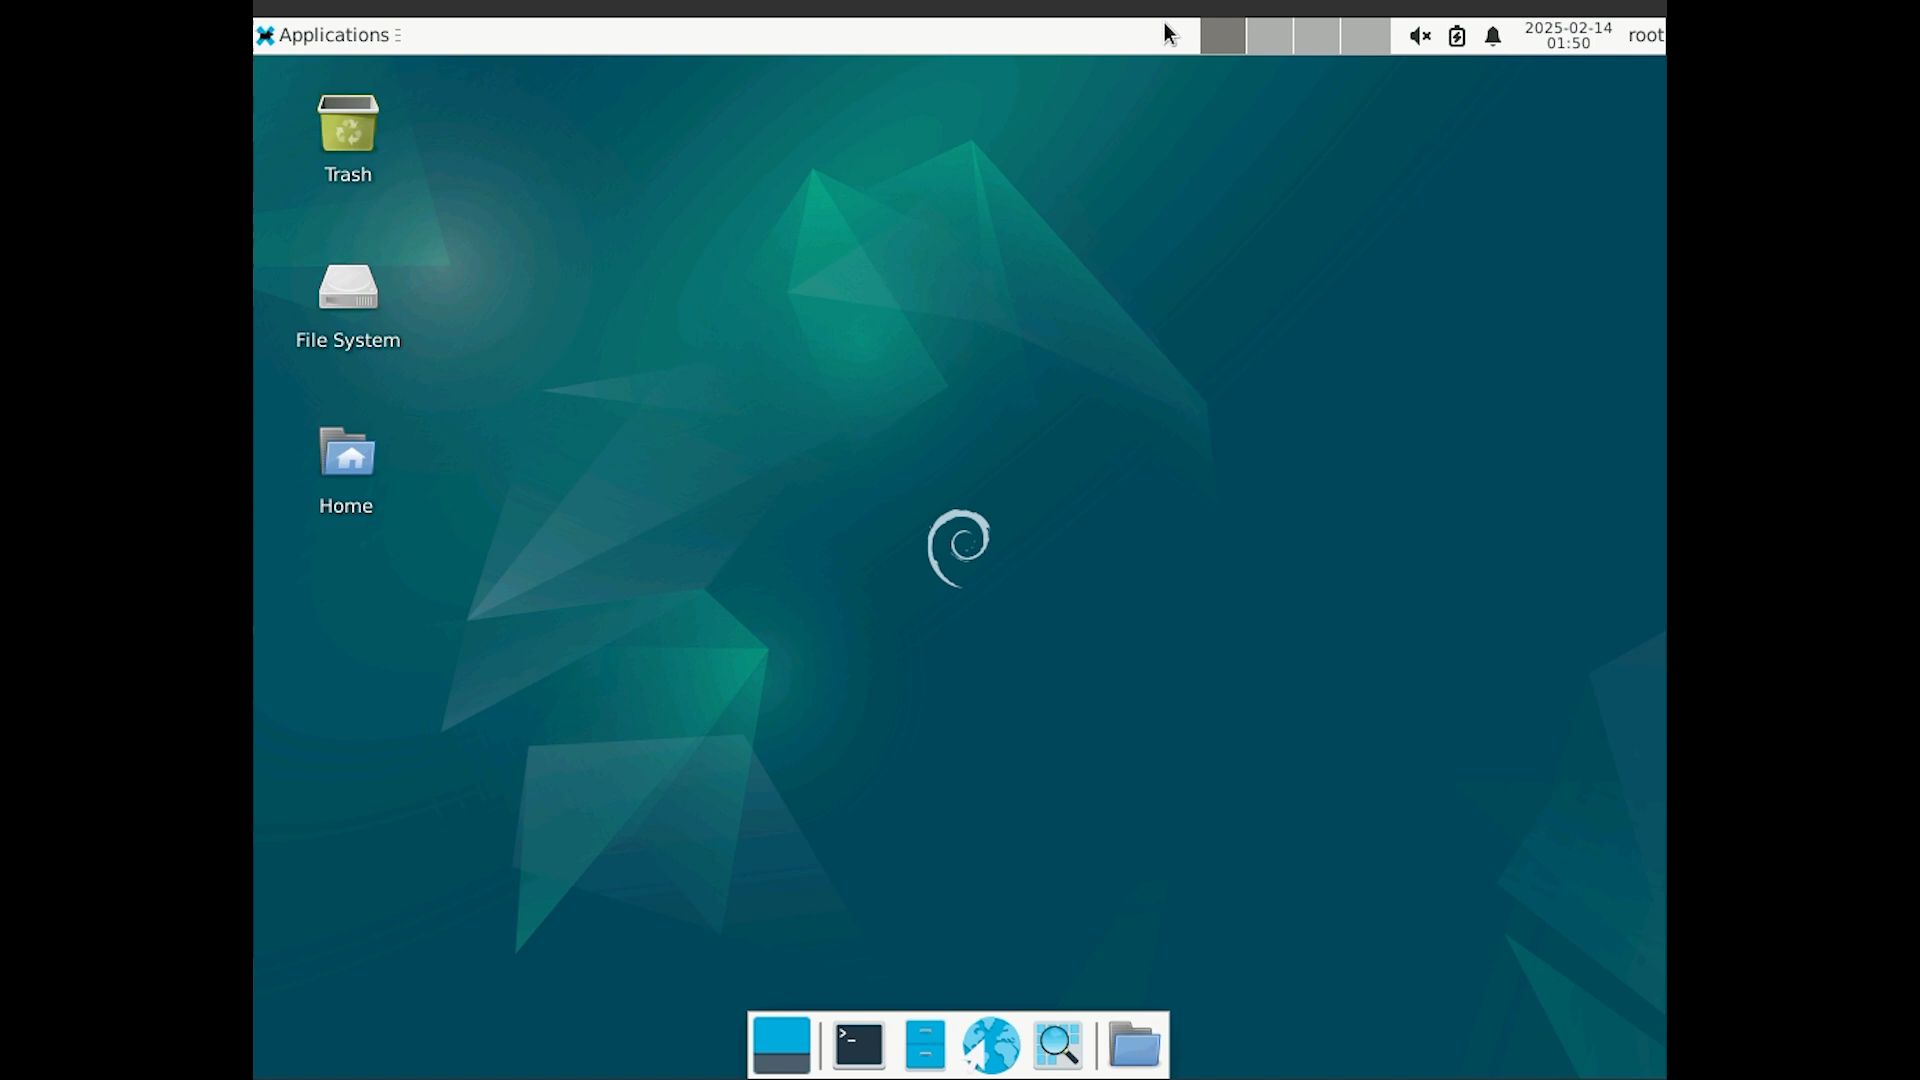 Applications
2025-02-14
01:50
root
Trash
File System
Home
>_